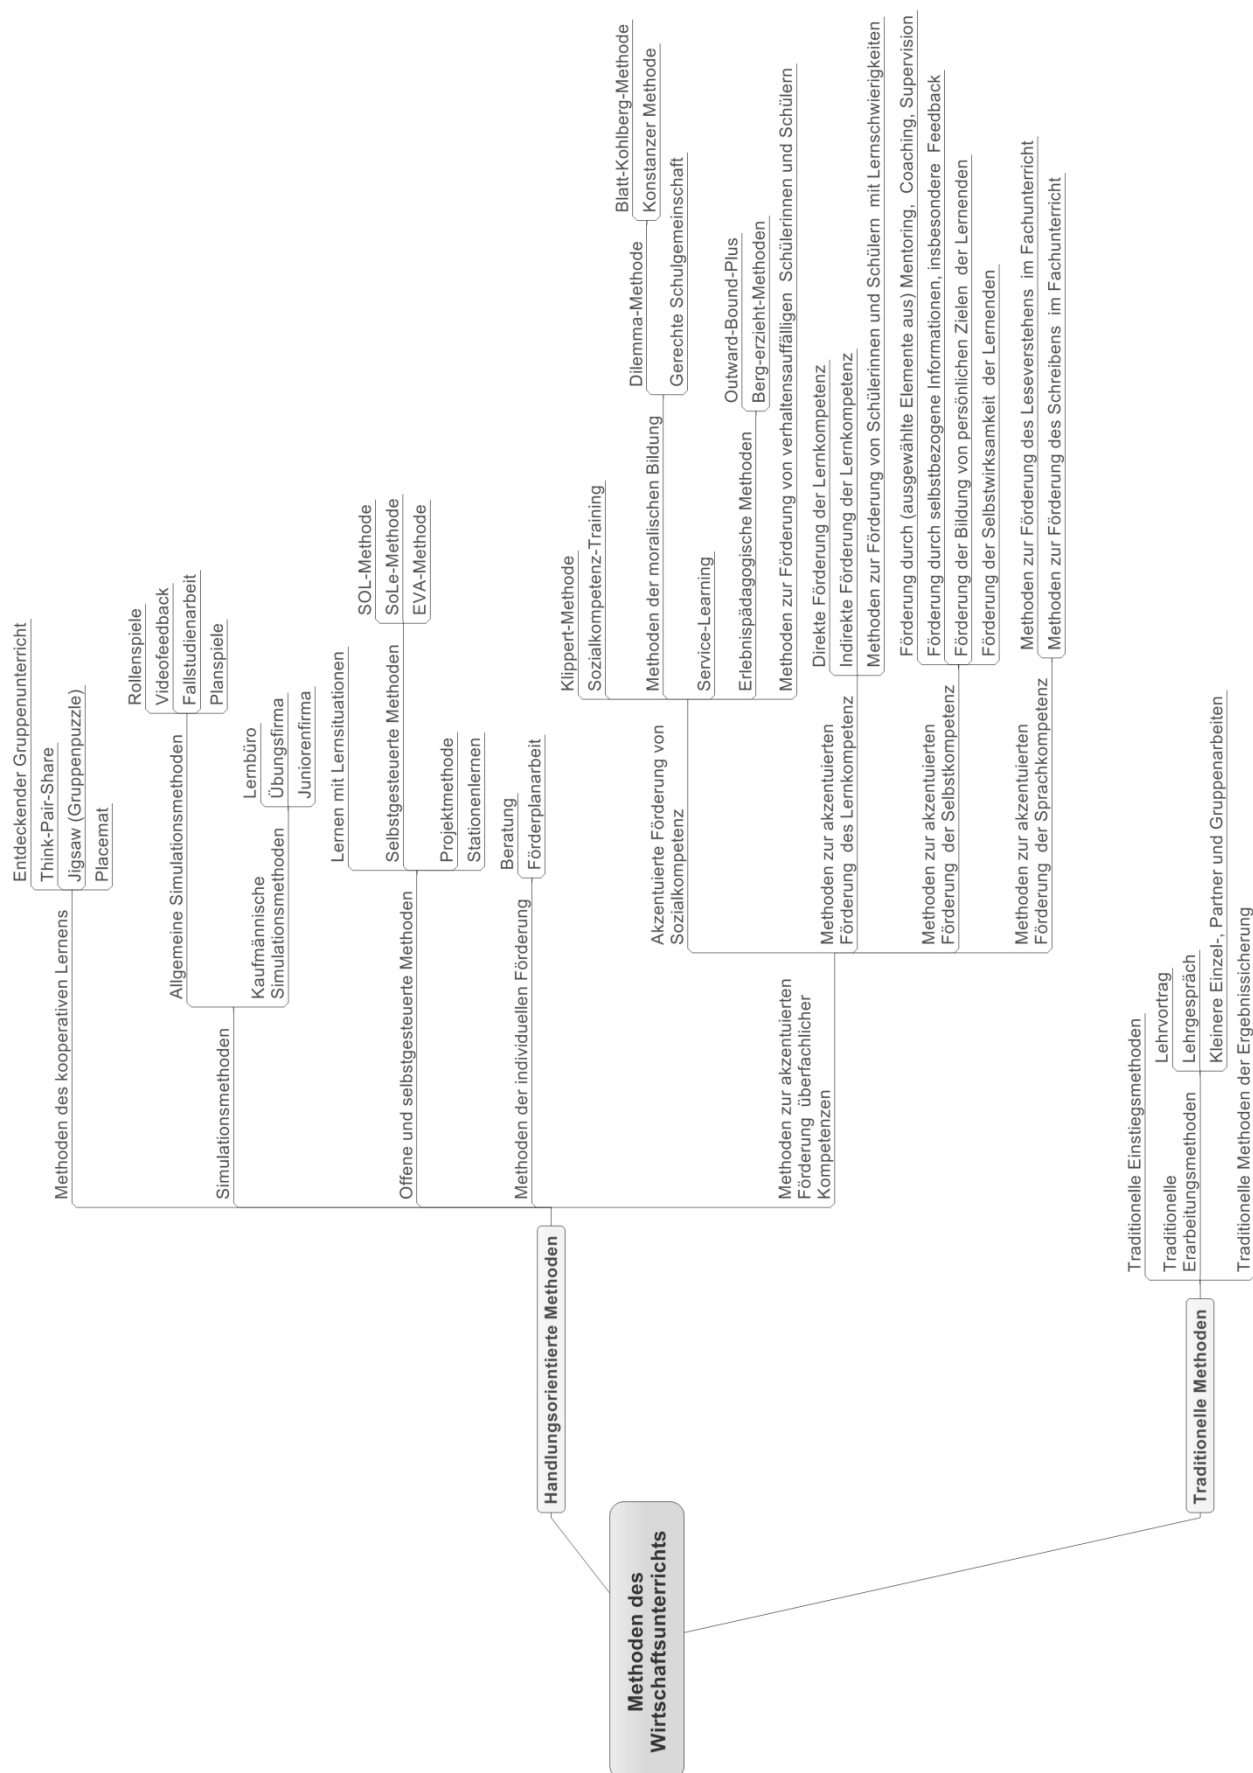 Methoden des
Wirtschaftsunterrichts
Handlungsorientierte Methoden
Methoden des kooperativen Lernens
Entdeckender Gruppenunterricht
Think-Pair-Share
Jigsaw (Gruppenpuzzle)
Placemat
Simulationsmethoden
Allgemeine Simulationsmethoden
Rollenspiele
Videofeedback
Fallstudienarbeit
Planspiele
Kaufmännische
Simulationsmethoden
Lernbüro
Übungsfirma
Juniorenfirma
Offene und selbstgesteuerte Methoden
Lernen mit Lernsituationen
Selbstgesteuerte Methoden
SOL-Methode
SoLe-Methode
EVA-Methode
Projektmethode
Stationenlernen
Methoden der individuellen Förderung
Beratung
Förderplanarbeit
Methoden zur akzentuierten
Förderung überfachlicher
Kompetenzen
Akzentuierte Förderung von
Sozialkompetenz
Klippert-Methode
Sozialkompetenz-Training
Methoden der moralischen Bildung
Dilemma-Methode
Blatt-Kohlberg-Methode
Konstanzer Methode
Gerechte Schulgemeinschaft
Service-Learning
Erlebnispädagogische Methoden
Outward-Bound-Plus
Berg-erzieht-Methoden
Methoden zur Förderung von verhaltensauffälligen Schülerinnen und Schülern
Methoden zur akzentuierten
Förderung des Lernkompetenz
Direkte Förderung der Lernkompetenz
Indirekte Förderung der Lernkompetenz
Methoden zur Förderung von Schülerinnen und Schülern mit Lernschwierigkeiten
Methoden zur akzentuierten
Förderung der Selbstkompetenz
Förderung durch (ausgewählte Elemente aus) Mentoring, Coaching, Supervision
Förderung durch selbstbezogene Informationen, insbesondere Feedback
Förderung der Bildung von persönlichen Zielen der Lernenden
Förderung der Selbstwirksamkeit der Lernenden
Methoden zur akzentuierten
Förderung der Sprachkompetenz
Methoden zur Förderung des Leseverstehens im Fachunterricht
Methoden zur Förderung des Schreibens im Fachunterricht
Traditionelle Methoden
Traditionelle Einstiegsmethoden
Traditionelle
Erarbeitungsmethoden
Lehrvortrag
Lehrgespräch
Kleinere Einzel-, Partner und Gruppenarbeiten
Traditionelle Methoden der Ergebnissicherung